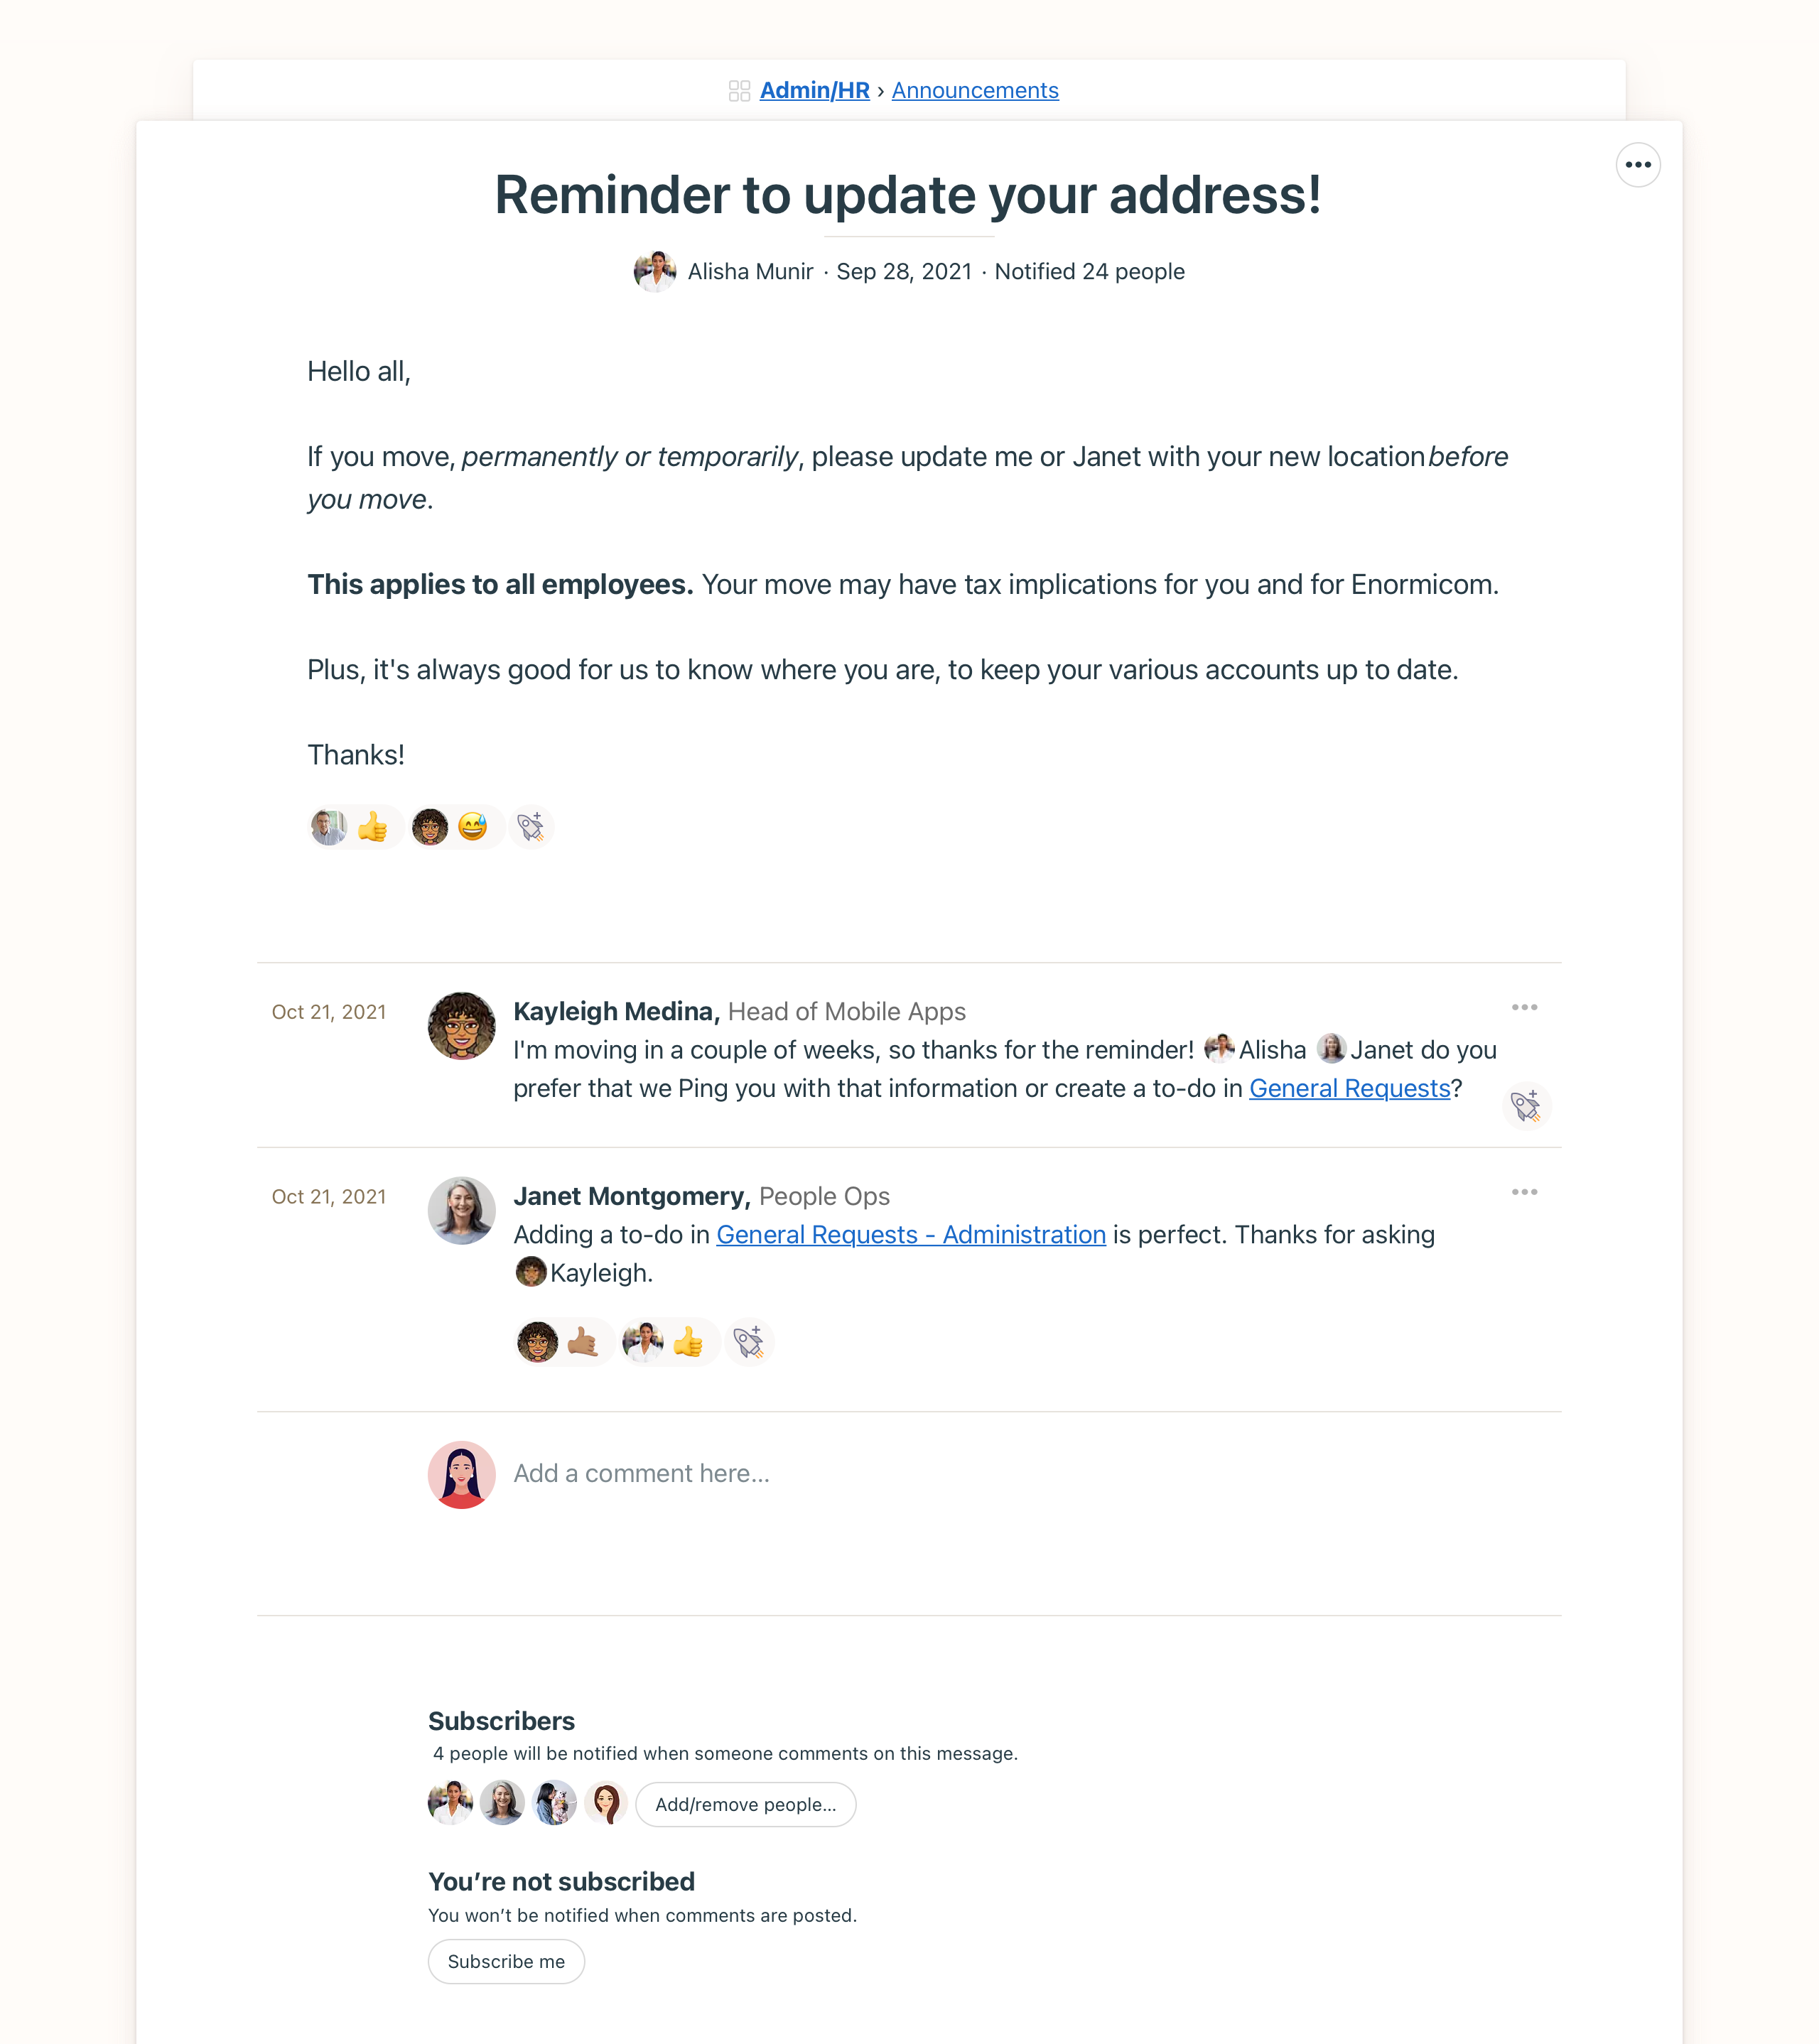 Admin/HR › Announcements
Reminder to update your address!
Alisha Munir · Sep 28, 2021 · Notified 24 people
Hello all,
If you move, permanently or temporarily, please update me or Janet with your new location before
you move.
This applies to all employees. Your move may have tax implications for you and for Enormicom.
Plus, it's always good for us to know where you are, to keep your various accounts up to date.
Thanks!
Oct 21, 2021
Kayleigh Medina, Head of Mobile Apps
I'm moving in a couple of weeks, so thanks for the reminder! Alisha Janet do you
prefer that we Ping you with that information or create a to-do in General Requests?
Oct 21, 2021
Janet Montgomery, People Ops
Adding a to-do in General Requests - Administration is perfect. Thanks for asking
Kayleigh.
Add a comment here…
Subscribers
4 people will be notified when someone comments on this message.
Add/remove people…
You’re not subscribed
You won’t be notified when comments are posted.
Subscribe me